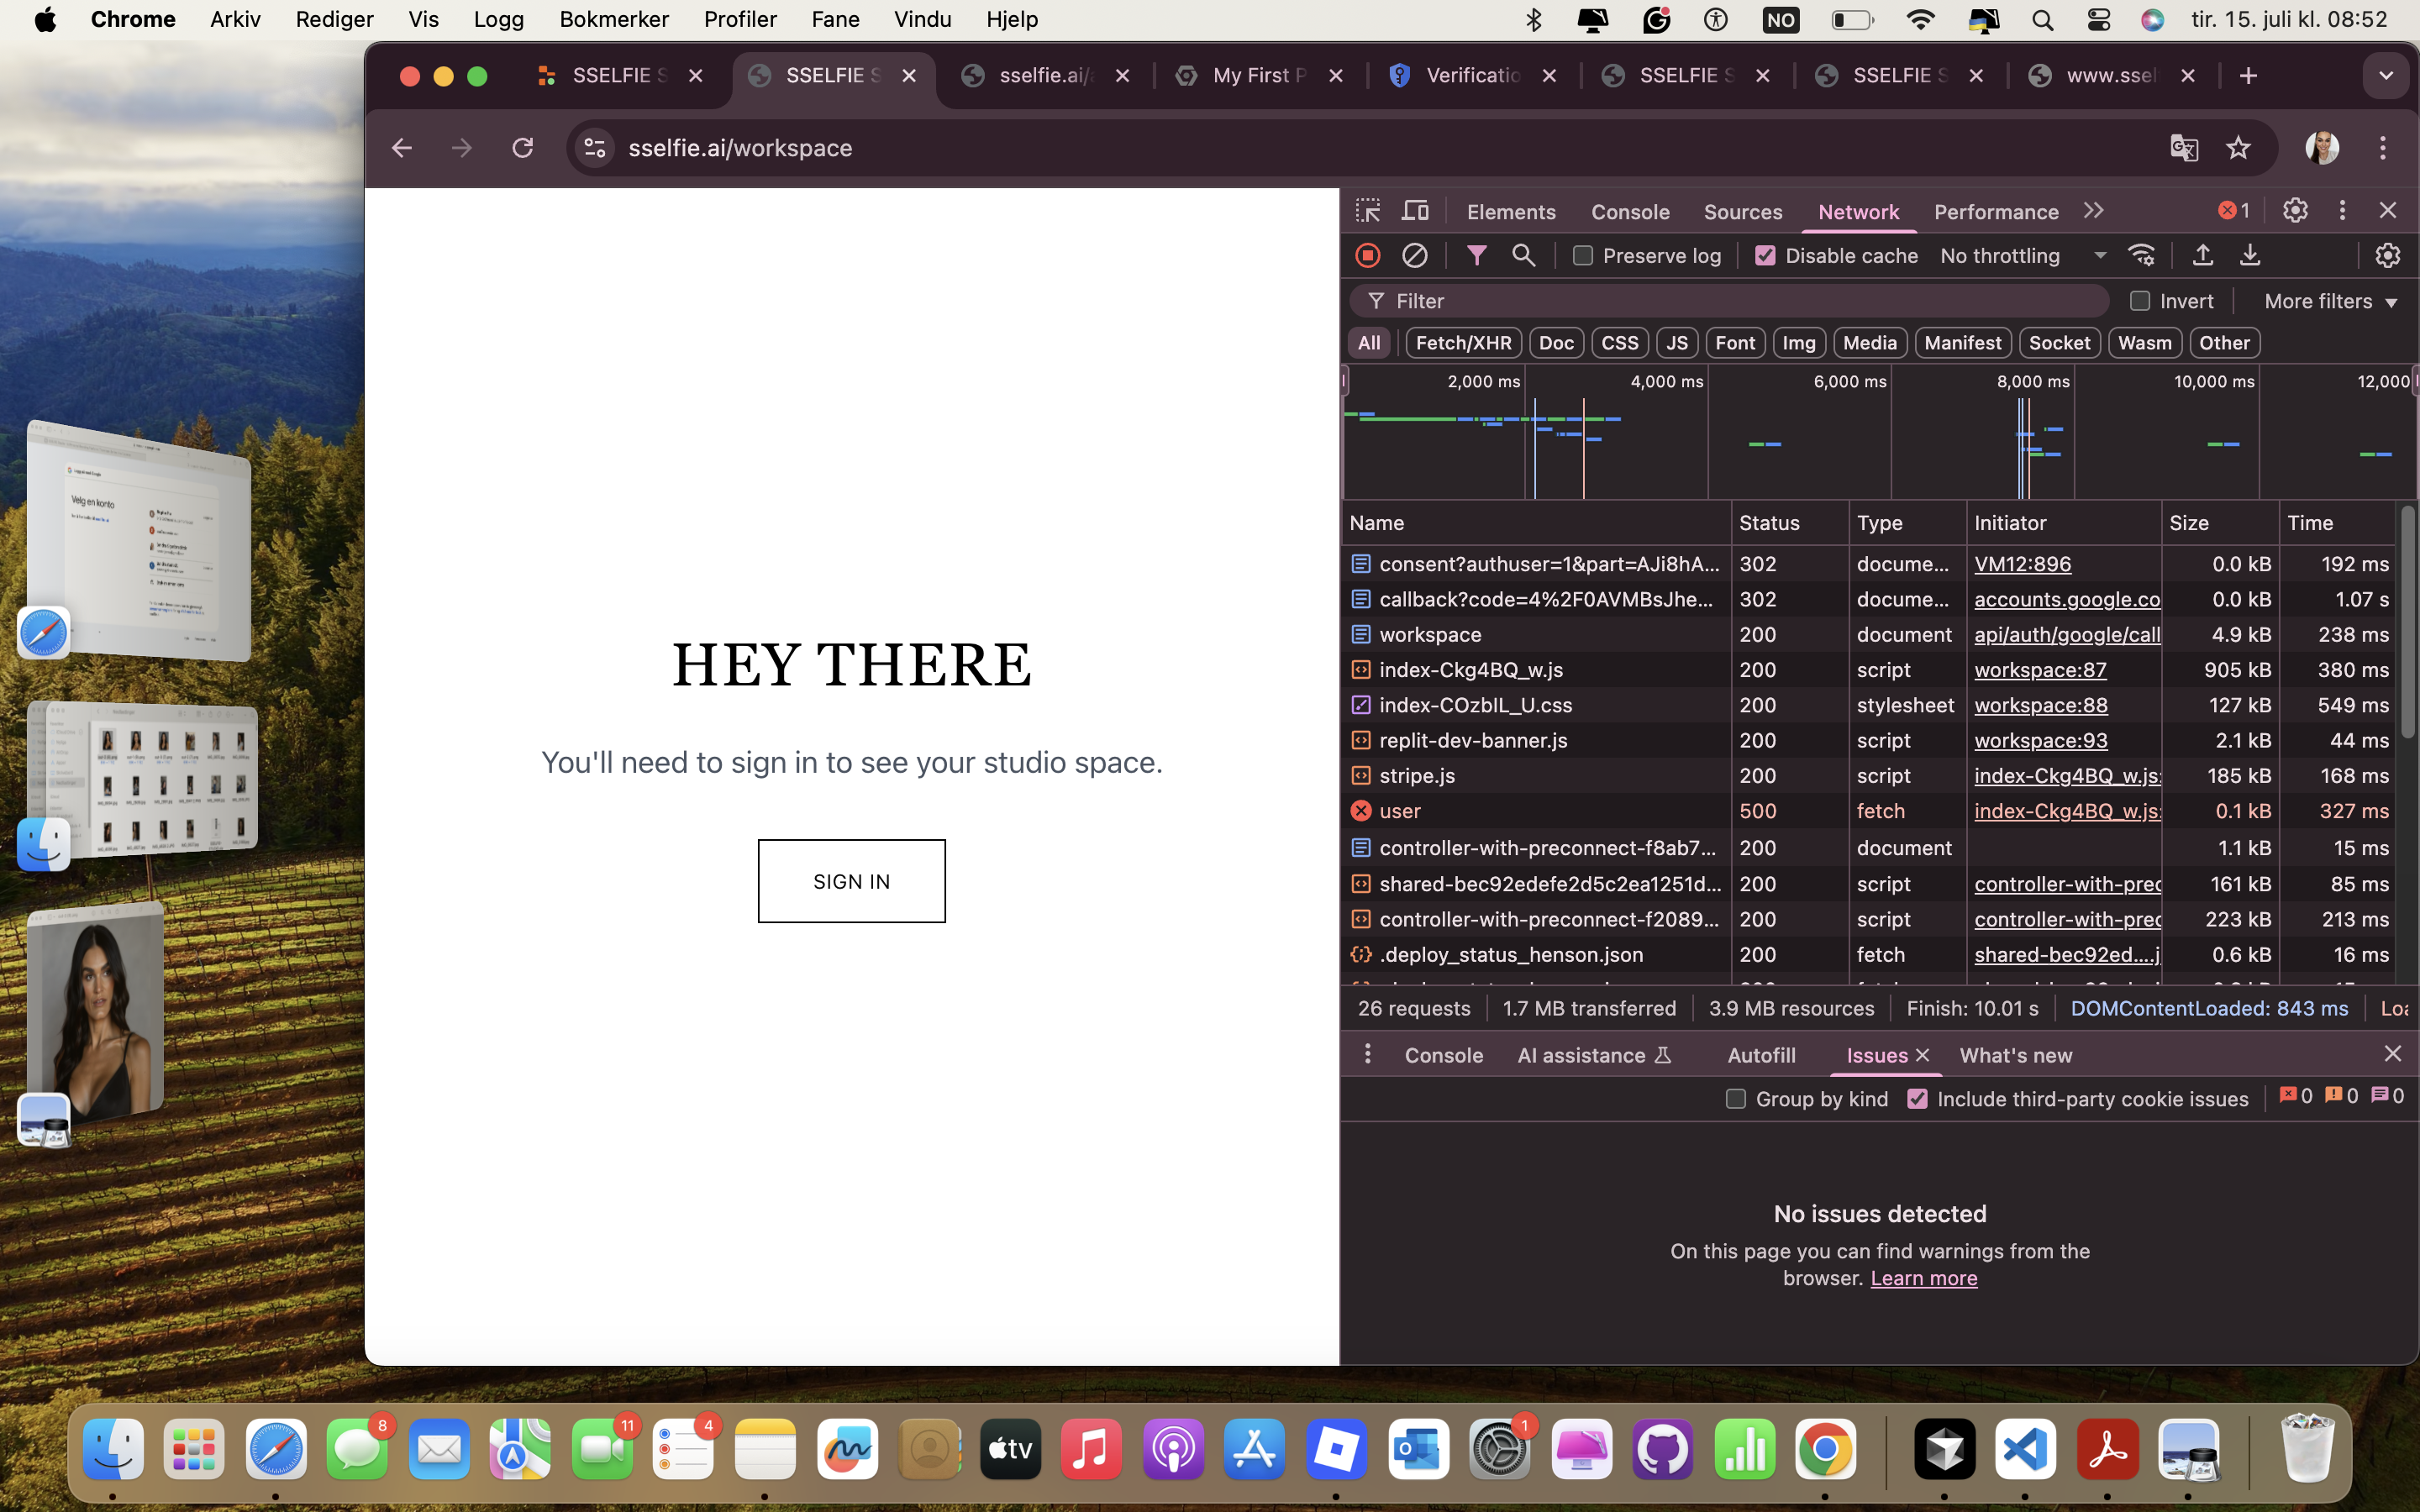 Chrome Arkiv Rediger Vis Logg Bokmerker Profiler Fane Vindu Hjelp NO tir. 15. juli kl. 08:52
SSELFIE S SSELFIE S sselfie.ai/a My First P Verificatio SSELFIE S SSELFIE S www.ssel
sselfie.ai/workspace
Elements Console Sources Network Performance 1
Preserve log Disable cache No throttling
Filter Invert More filters
All Fetch/XHR Doc CSS JS Font Img Media Manifest Socket Wasm Other
2,000 ms 4,000 ms 6,000 ms 8,000 ms 10,000 ms 12,000
Name Status Type Initiator Size Time
consent?authuser=1&part=AJi8hA... 302 docume... VM12:896 0.0 kB 192 ms
callback?code=4%2F0AVMBsJhe... 302 docume... accounts.google.co 0.0 kB 1.07 s
workspace 200 document api/auth/google/call 4.9 kB 238 ms
index-Ckg4BQ_w.js 200 script workspace:87 905 kB 380 ms
index-COzbIL_U.css 200 stylesheet workspace:88 127 kB 549 ms
replit-dev-banner.js 200 script workspace:93 2.1 kB 44 ms
stripe.js 200 script index-Ckg4BQ_w.js: 185 kB 168 ms
user 500 fetch index-Ckg4BQ_w.js: 0.1 kB 327 ms
controller-with-preconnect-f8ab7... 200 document 1.1 kB 15 ms
shared-bec92edefe2d5c2ea1251d... 200 script controller-with-prec 161 kB 85 ms
controller-with-preconnect-f2089... 200 script controller-with-prec 223 kB 213 ms
.deploy_status_henson.json 200 fetch shared-bec92ed....j 0.6 kB 16 ms
26 requests 1.7 MB transferred 3.9 MB resources Finish: 10.01 s DOMContentLoaded: 843 ms Loa
Console AI assistance Autofill Issues What's new
Group by kind Include third-party cookie issues 0 0 0
No issues detected
On this page you can find warnings from the
browser. Learn more
HEY THERE
You'll need to sign in to see your studio space.
SIGN IN
Velg en konto
8 11 4 tv 1